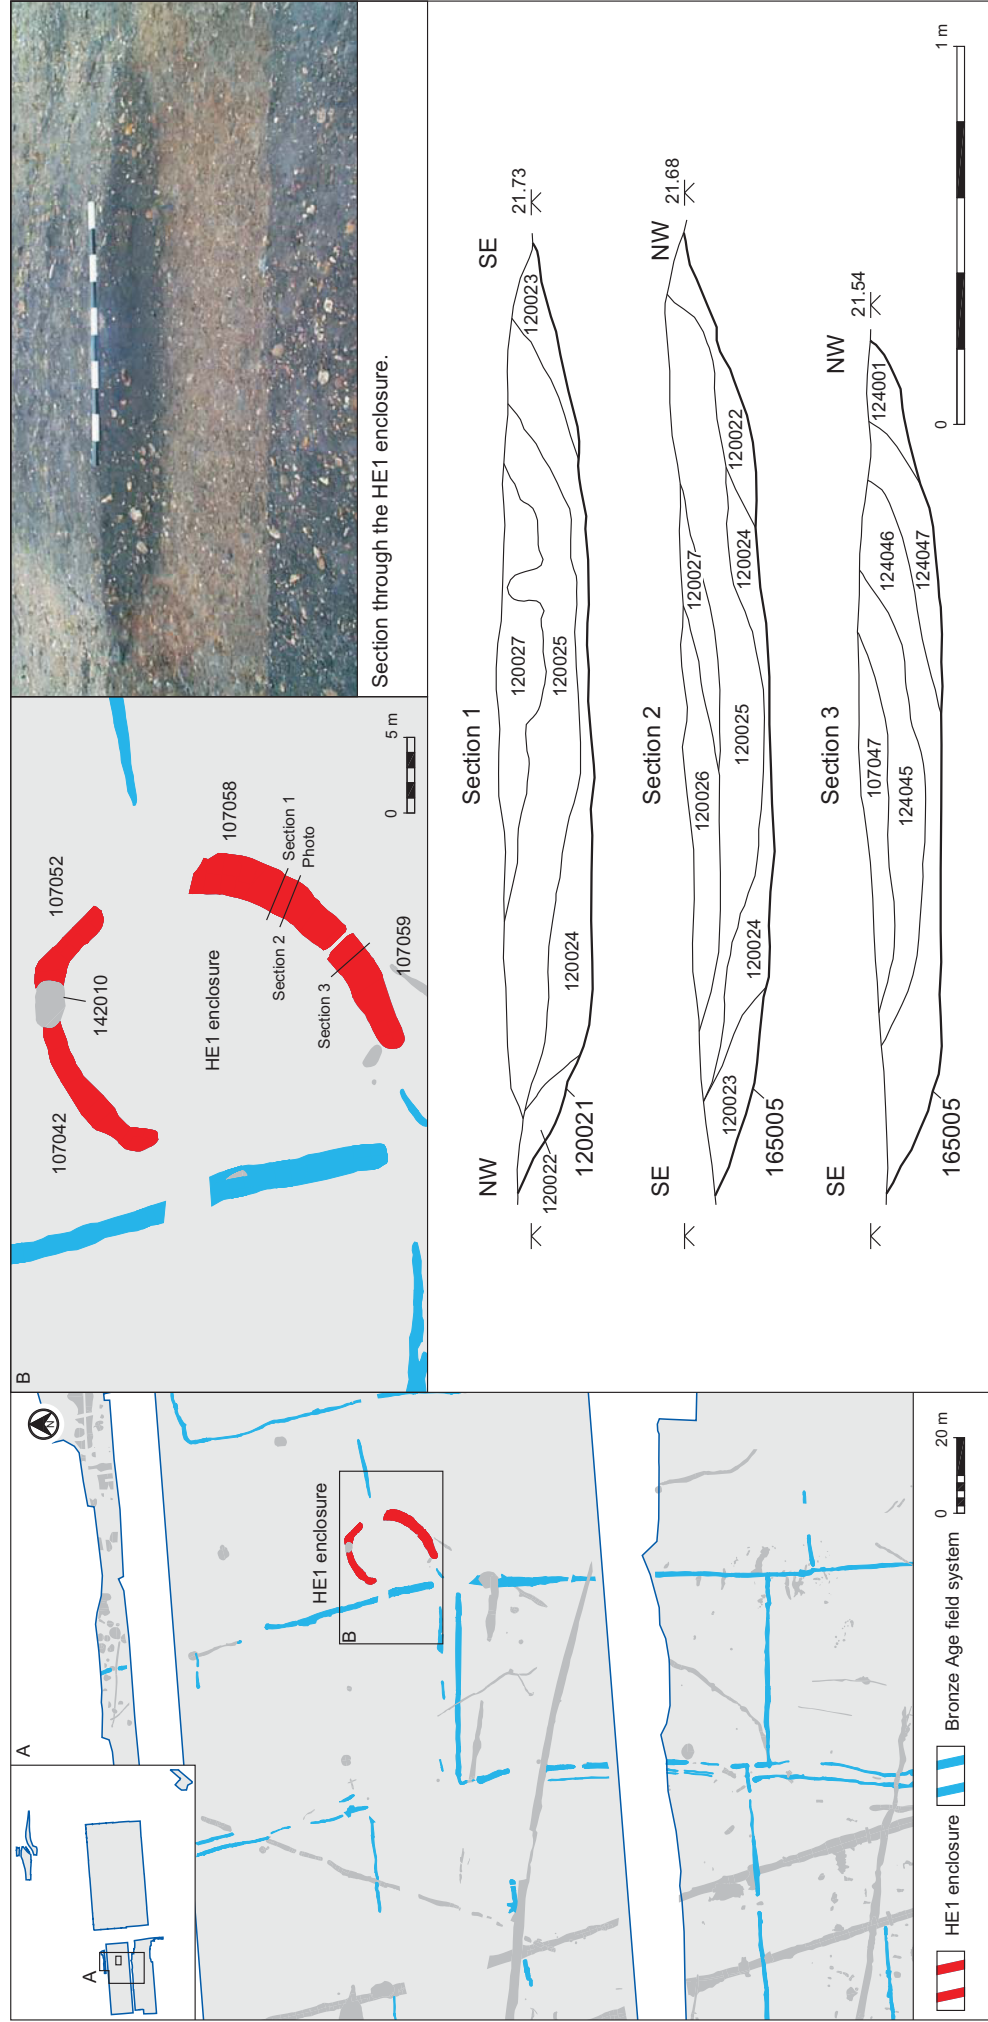 A
A
N
HE1 enclosure
B
HE1 enclosure
Bronze Age field system
0
20 m
B
107042
142010
107052
HE1 enclosure
107058
Section 1
Photo
Section 2
Section 3
107059
0
5 m
Section through the HE1 enclosure.
Section 1
NW
SE
21.73
120022
120021
120024
120027
120025
120023
Section 2
SE
NW
21.68
120023
165005
120024
120026
120025
120027
120024
120022
Section 3
SE
NW
21.54
165005
107047
124045
124046
124047
124001
0
1 m